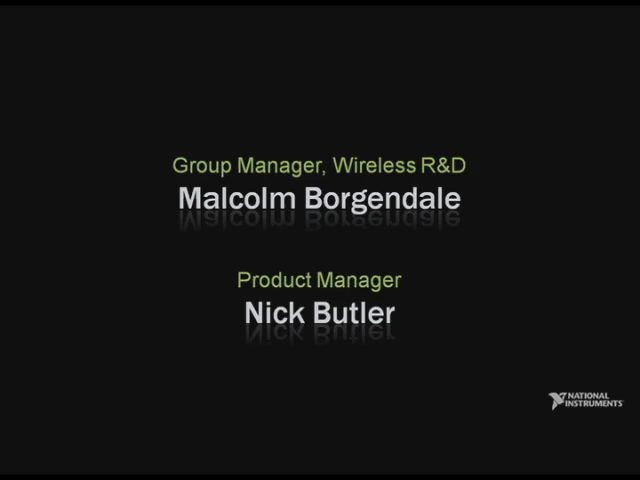 Group Manager, Wireless R&D
Malcolm Borgendale
Product Manager
Nick Butler
NATIONAL
INSTRUMENTS